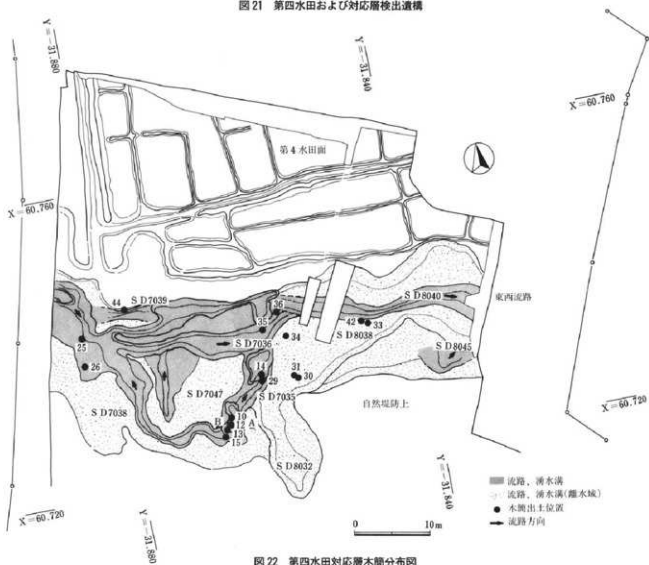 図21 第四水田および対応層検出遺構
Y=-31.880
Y=-31.840
X=60.760
X=60.760
第4水田面
東西流路
S D7039
S D8040
S D7036
S D8038
S D8045
S D7047
S D7035
S D7038
S D8032
自然堤防上
44
36
35
34
42
33
25
26
14
29
31
30
10
12
13
15
B
A
X=60.720
X=60.720
Y=-31.840
Y=-31.880
流路、湧水溝
流路、湧水溝(離水域)
木簡出土位置
流路方向
0 10m
図22 第四水田対応層木簡分布図